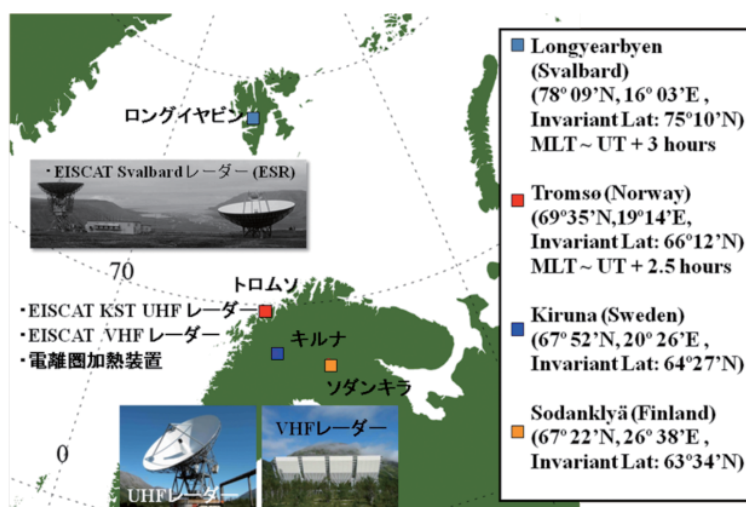 ロングイヤビン
・EISCAT Svalbardレーダー(ESR)
70
トロムソ
・EISCAT KST UHFレーダー
・EISCAT VHFレーダー
・電離圏加熱装置
キルナ
ソダンキラ
0
UHFレーダー
VHFレーダー
Longyearbyen
(Svalbard)
(78° 09'N, 16° 03'E ,
Invariant Lat: 75°10'N)
MLT ~ UT + 3 hours
Tromsø (Norway)
(69°35'N,19°14'E,
Invariant Lat: 66°12'N)
MLT ~ UT + 2.5 hours
Kiruna (Sweden)
(67° 52'N, 20° 26'E ,
Invariant Lat: 64°27'N)
Sodanklyä (Finland)
(67° 22'N, 26° 38'E ,
Invariant Lat: 63°34'N)